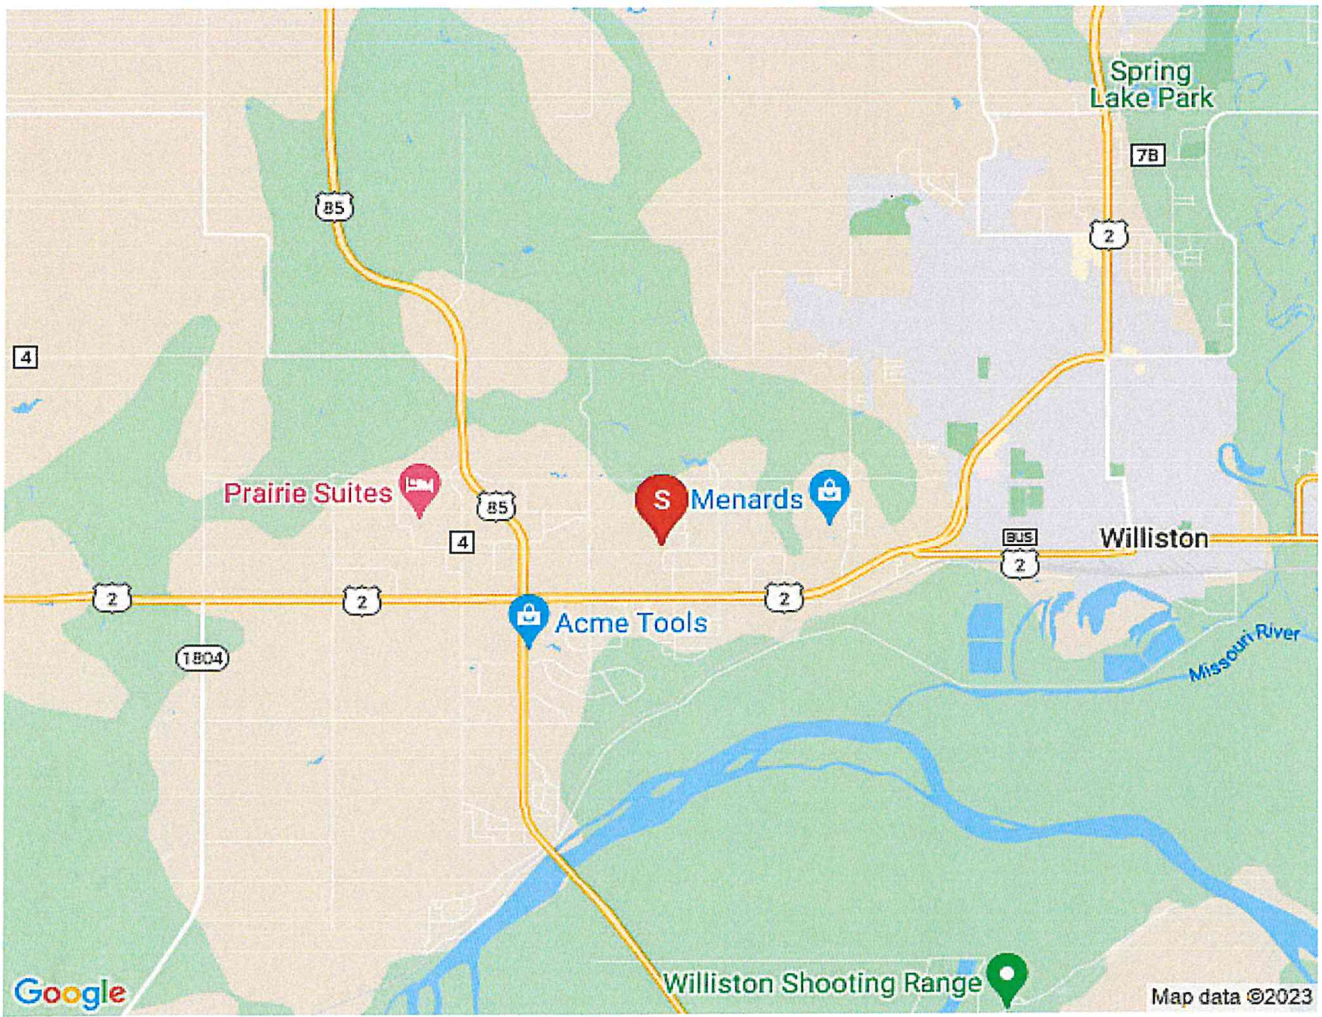 Spring
Lake Park
7B
85
2
4
Prairie Suites
S
Menards
85
4
BUS
2
Williston
2
2
2
Acme Tools
1804
Missouri River
Williston Shooting Range
Google
Map data ©2023